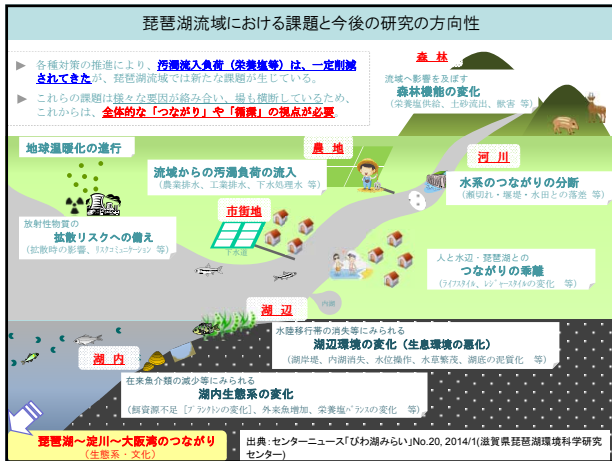 琵琶湖流域における課題と今後の研究の方向性
▶ 各種対策の推進により、汚濁流入負荷（栄養塩等）は、一定削減
されてきたが、琵琶湖流域では新たな課題が生じている。
▶ これらの課題は様々な要因が絡み合い、場も横断しているため、
これからは、全体的な「つながり」や「循環」の視点が必要。
森 林
流域へ影響を及ぼす
森林機能の変化
（栄養塩供給、土砂流出、獣害 等）
地球温暖化の進行
農 地
流域からの汚濁負荷の流入
（農業排水、工業排水、下水処理水 等）
河 川
水系のつながりの分断
（瀬切れ・堰堤・水田との落差 等）
市街地
下水道
放射性物質の
拡散リスクへの備え
（拡散時の影響、リスクコミュニケーション 等）
人と水辺・琵琶湖との
つながりの乖離
（ライフスタイル、レジャースタイルの変化 等）
内湖
湖 辺
水陸移行帯の消失等にみられる
湖辺環境の変化（生息環境の悪化）
（湖岸堤、内湖消失、水位操作、水草繁茂、湖底の泥質化 等）
湖 内
在来魚介類の減少等にみられる
湖内生態系の変化
（餌資源不足［プランクトンの変化］、外来魚増加、栄養塩バランスの変化 等）
琵琶湖～淀川～大阪湾のつながり
（生態系・文化）
出典：センターニュース「びわ湖みらい」No.20, 2014/1(滋賀県琵琶湖環境科学研究
センター)